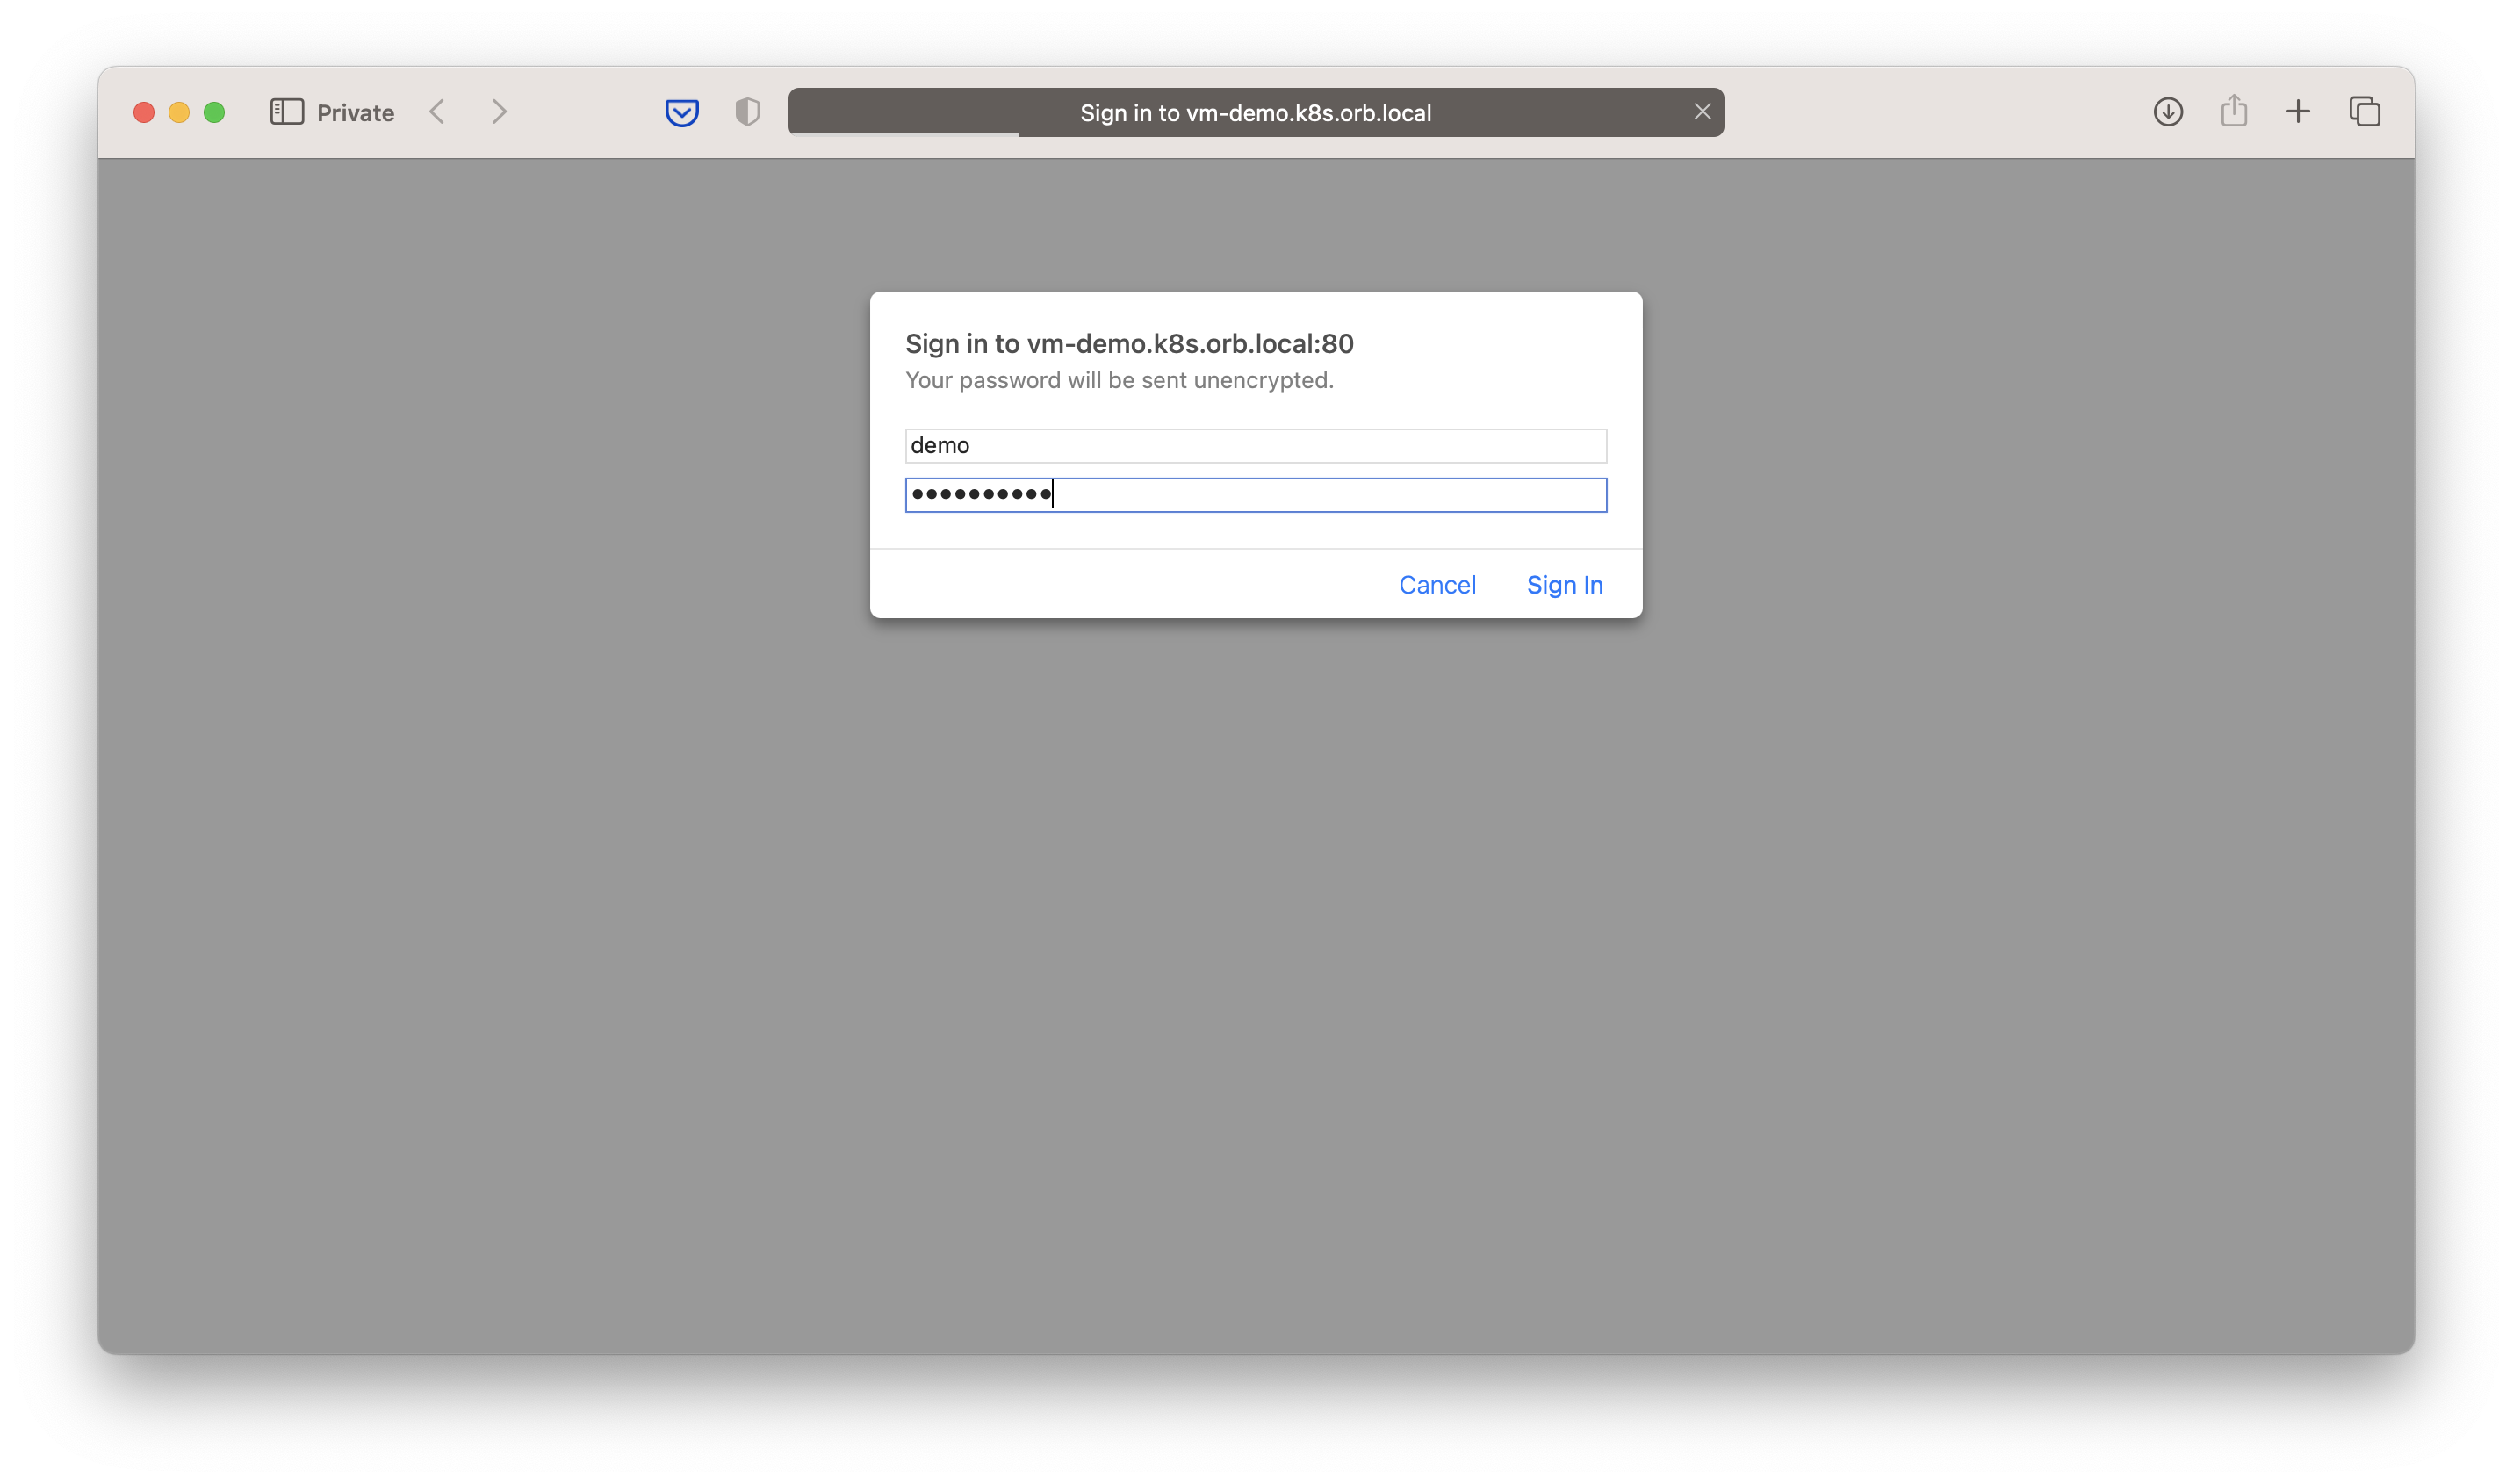 Private
Sign in to vm-demo.k8s.orb.local
Sign in to vm-demo.k8s.orb.local:80
Your password will be sent unencrypted.
demo
••••••••••
Cancel Sign In